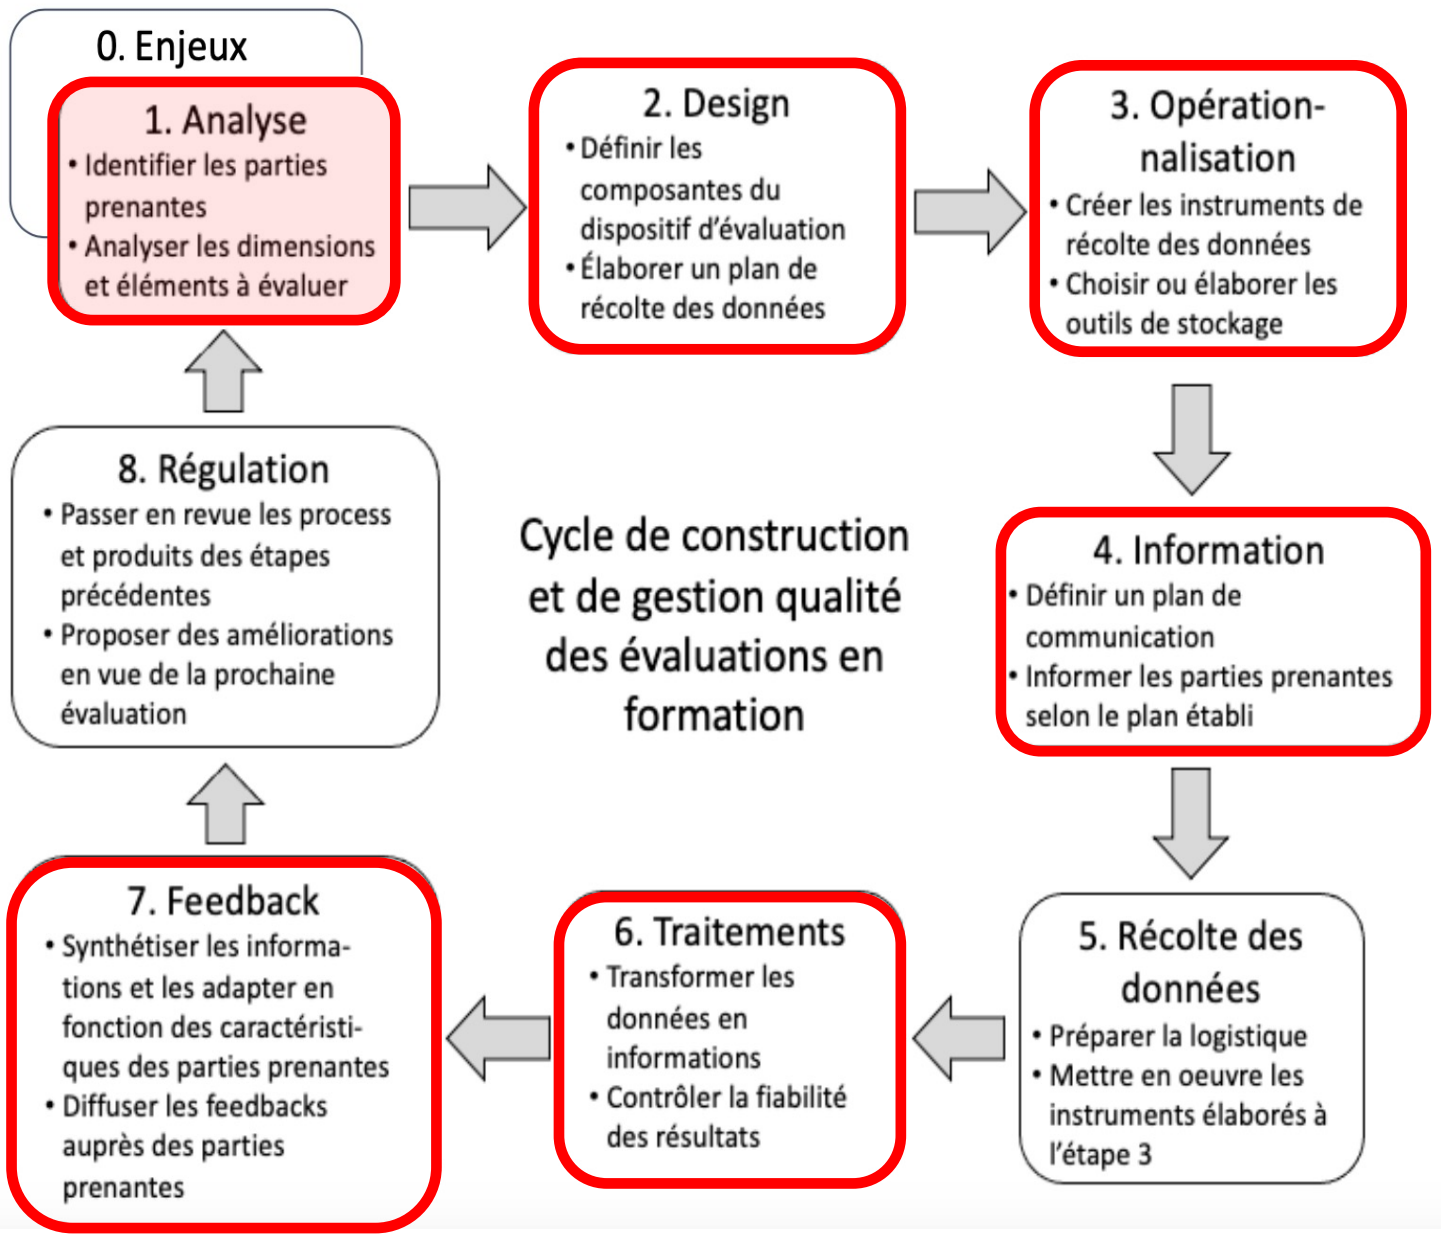 0. Enjeux
1. Analyse
• Identifier les parties
prenantes
• Analyser les dimensions
et éléments à évaluer
2. Design
• Définir les
composantes du
dispositif d'évaluation
• Élaborer un plan de
récolte des données
3. Opération-
nalisation
• Créer les instruments de
récolte des données
• Choisir ou élaborer les
outils de stockage
4. Information
• Définir un plan de
communication
• Informer les parties prenantes
selon le plan établi
5. Récolte des
données
• Préparer la logistique
• Mettre en oeuvre les
instruments élaborés à
l'étape 3
6. Traitements
• Transformer les
données en
informations
• Contrôler la fiabilité
des résultats
7. Feedback
• Synthétiser les informa-
tions et les adapter en
fonction des caractéristi-
ques des parties prenantes
• Diffuser les feedbacks
auprès des parties
prenantes
8. Régulation
• Passer en revue les process
et produits des étapes
précédentes
• Proposer des améliorations
en vue de la prochaine
évaluation
Cycle de construction
et de gestion qualité
des évaluations en
formation